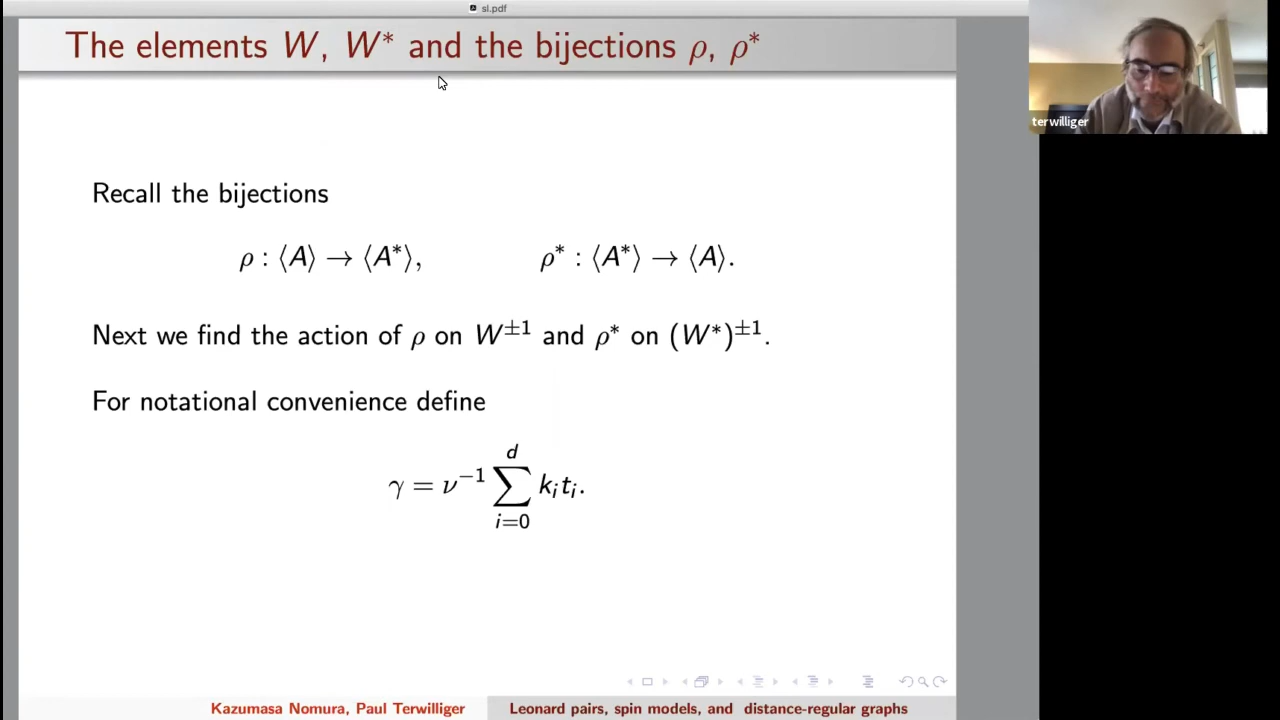 sl.pdf
The elements W, W* and the bijections ρ, ρ*
terwilliger
Recall the bijections
ρ : ⟨A⟩ → ⟨A*⟩, ρ* : ⟨A*⟩ → ⟨A⟩.
Next we find the action of ρ on W^{±1} and ρ* on (W*)^{±1}.
For notational convenience define
γ = ν^{−1} ∑_{i=0}^{d} k_i t_i.
Kazumasa Nomura, Paul Terwilliger Leonard pairs, spin models, and distance-regular graphs